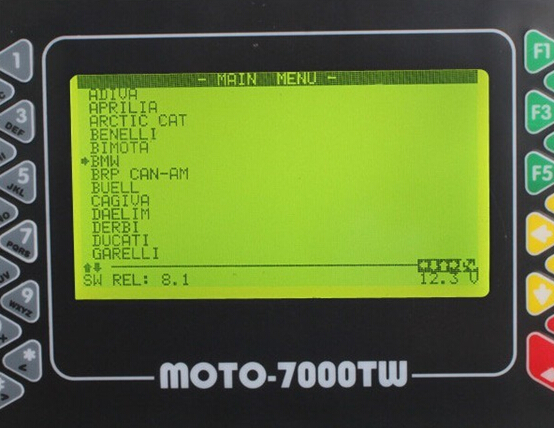 - MAIN MENU -
ADIVA
APRILIA
ARCTIC CAT
BENELLI
BIMOTA
BMW
BRP CAN-AM
BUELL
CAGIVA
DAELIM
DERBI
DUCATI
GARELLI
SW REL: 8.1 12.3 V
MOTO-7000TW
1
3
DEF
5
JKL
7
PQRS
9
WXYZ
*
F1
F3
F5